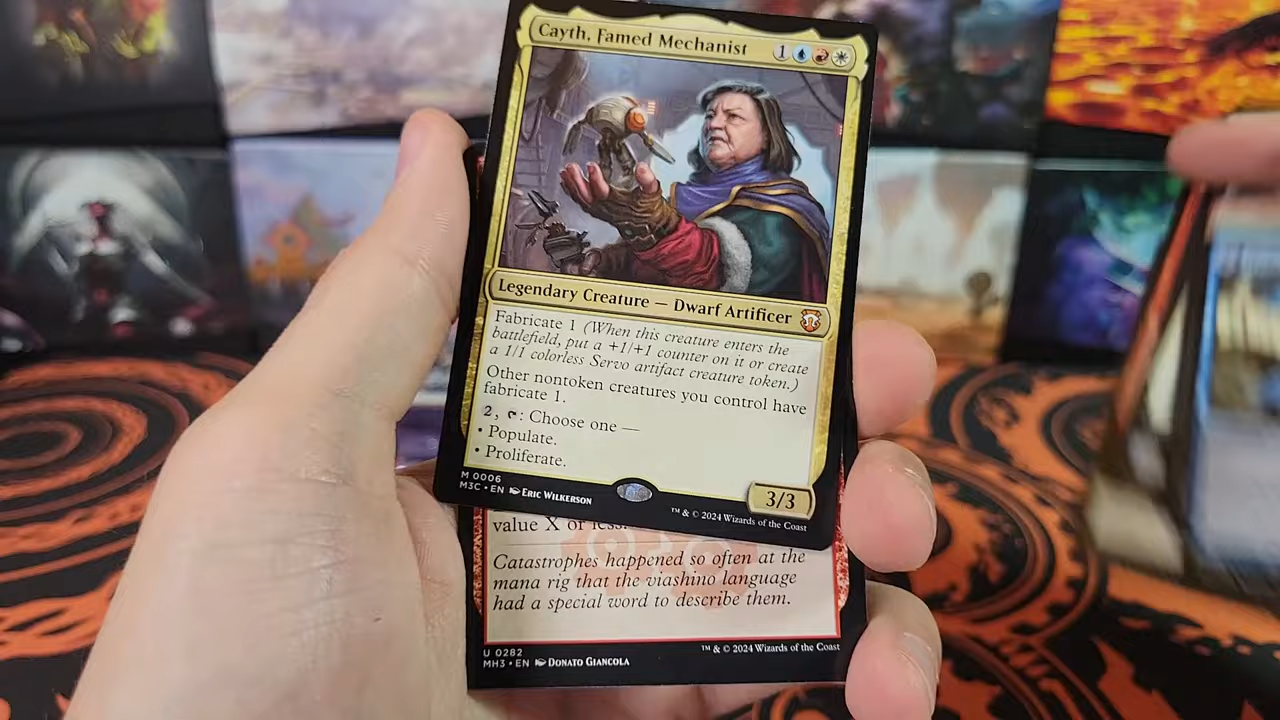 Cayth, Famed Mechanist 1
Legendary Creature — Dwarf Artificer
Fabricate 1 (When this creature enters the
battlefield, put a +1/+1 counter on it or create
a 1/1 colorless Servo artifact creature token.)
Other nontoken creatures you control have
fabricate 1.
2, : Choose one —
• Populate.
• Proliferate.
3/3
M 0006
M3C • EN Eric Wilkerson
™ & © 2024 Wizards of the Coast
value X or less.
Catastrophes happened so often at the
mana rig that the viashino language
had a special word to describe them.
U 0282
MH3 • EN Donato Giancola
™ & © 2024 Wizards of the Coast